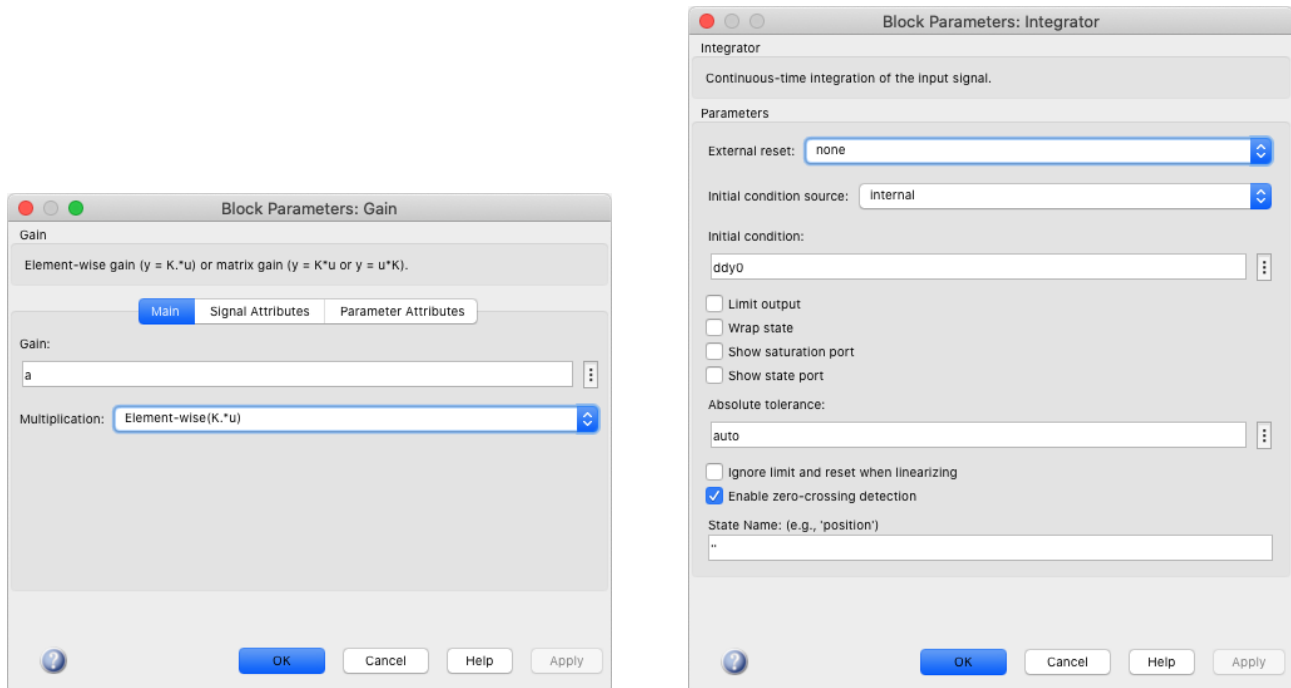 Block Parameters: Gain
Gain
Element-wise gain (y = K.*u) or matrix gain (y = K*u or y = u*K).
Main Signal Attributes Parameter Attributes
Gain:
a
Multiplication: Element-wise(K.*u)
OK Cancel Help Apply
Block Parameters: Integrator
Integrator
Continuous-time integration of the input signal.
Parameters
External reset: none
Initial condition source: internal
Initial condition:
ddy0
Limit output
Wrap state
Show saturation port
Show state port
Absolute tolerance:
auto
Ignore limit and reset when linearizing
Enable zero-crossing detection
State Name: (e.g., 'position')
''
OK Cancel Help Apply